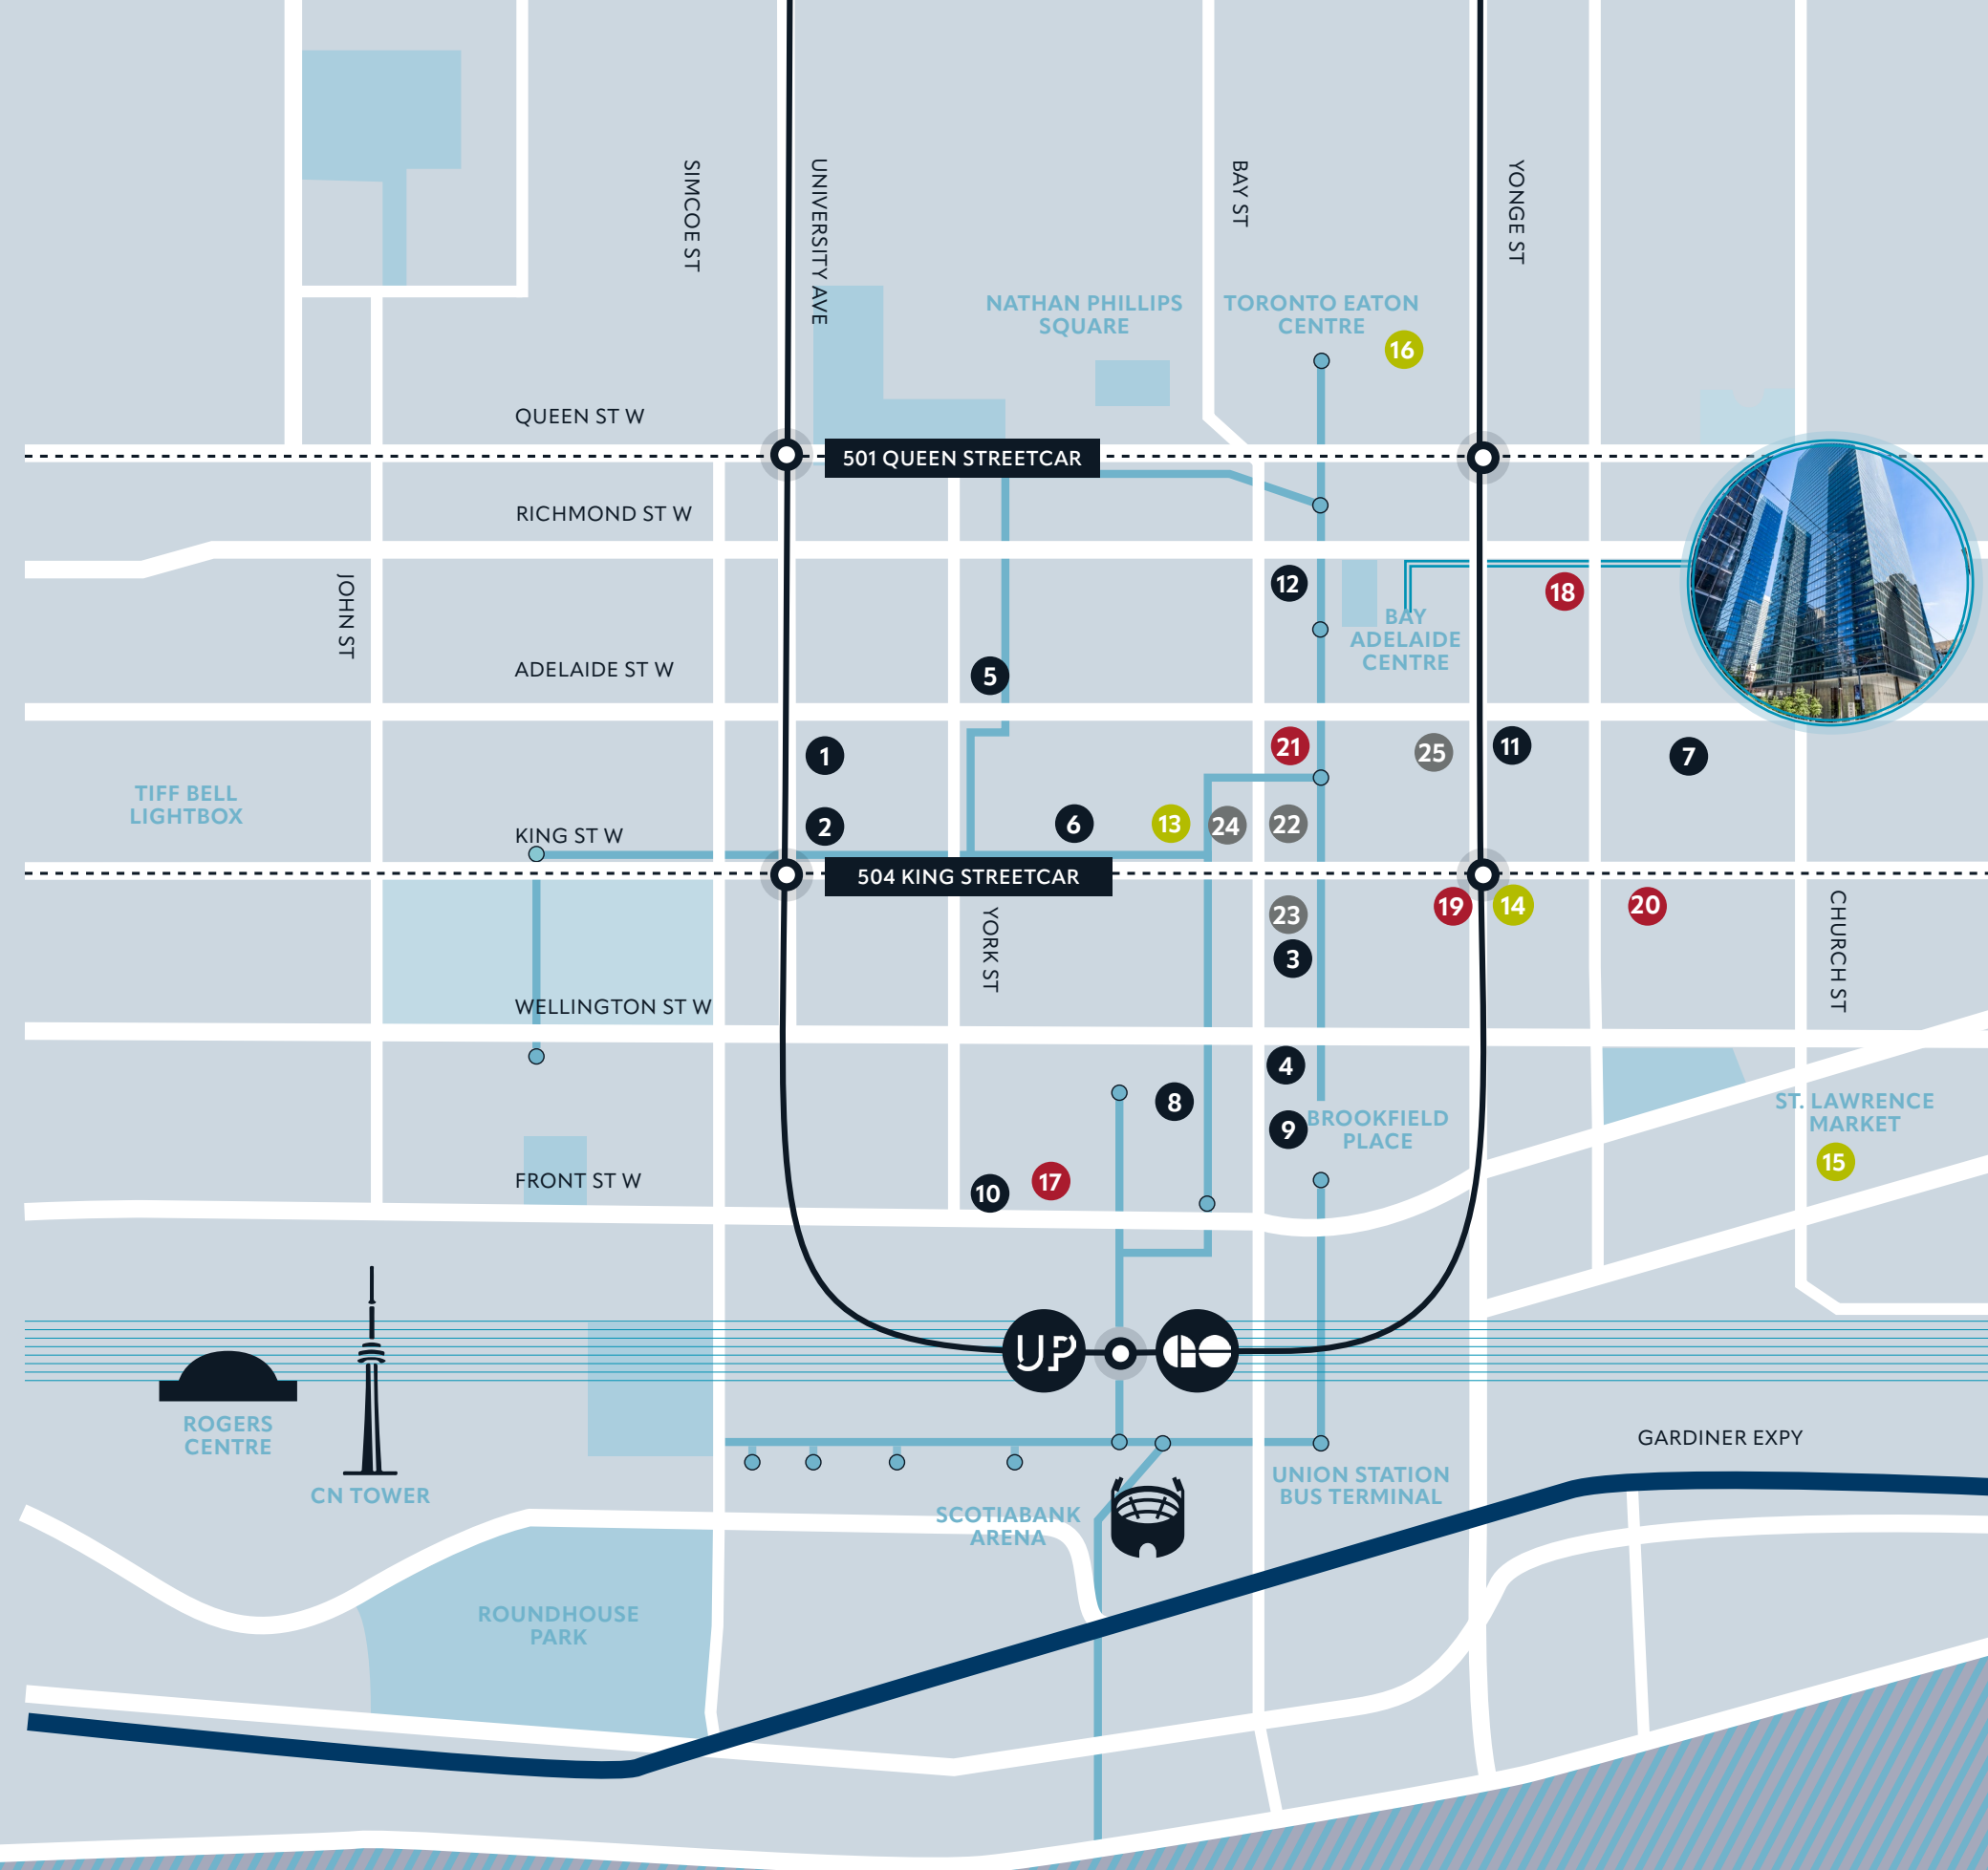 SIMCOE ST
UNIVERSITY AVE
BAY ST
YONGE ST
NATHAN PHILLIPS
SQUARE
TORONTO EATON
CENTRE
16
QUEEN ST W
501 QUEEN STREETCAR
RICHMOND ST W
JOHN ST
12
18
BAY
ADELAIDE
CENTRE
ADELAIDE ST W
5
1
21
25
11
7
TIFF BELL
LIGHTBOX
KING ST W
2
6
13
24
22
504 KING STREETCAR
YORK ST
23
19
14
20
CHURCH ST
3
WELLINGTON ST W
4
8
9
BROOKFIELD
PLACE
ST. LAWRENCE
MARKET
15
FRONT ST W
10
17
UP
GO
ROGERS
CENTRE
CN TOWER
GARDINER EXPY
UNION STATION
BUS TERMINAL
SCOTIABANK
ARENA
ROUNDHOUSE
PARK